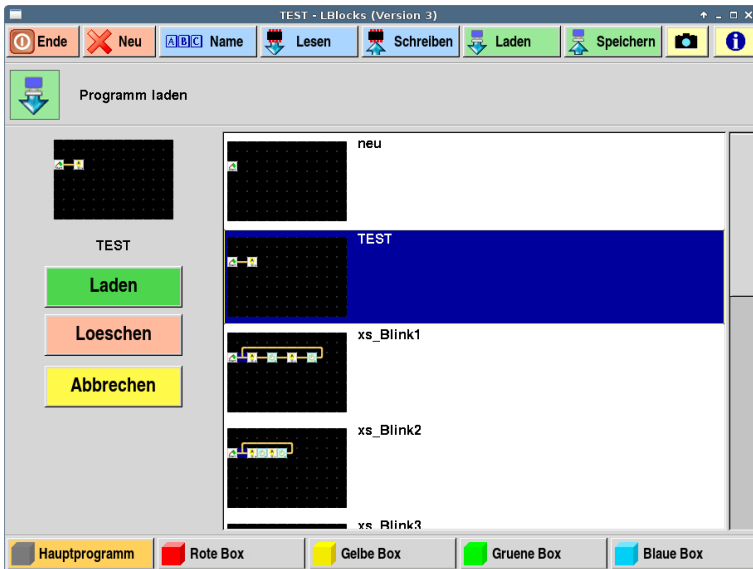 TEST - LBlocks (Version 3)
Ende Neu ABC Name Lesen Schreiben Laden Speichern i
Programm laden
neu
TEST
TEST
Laden
Loeschen
Abbrechen
xs_Blink1
xs_Blink2
xs_Blink3
Hauptprogramm Rote Box Gelbe Box Gruene Box Blaue Box